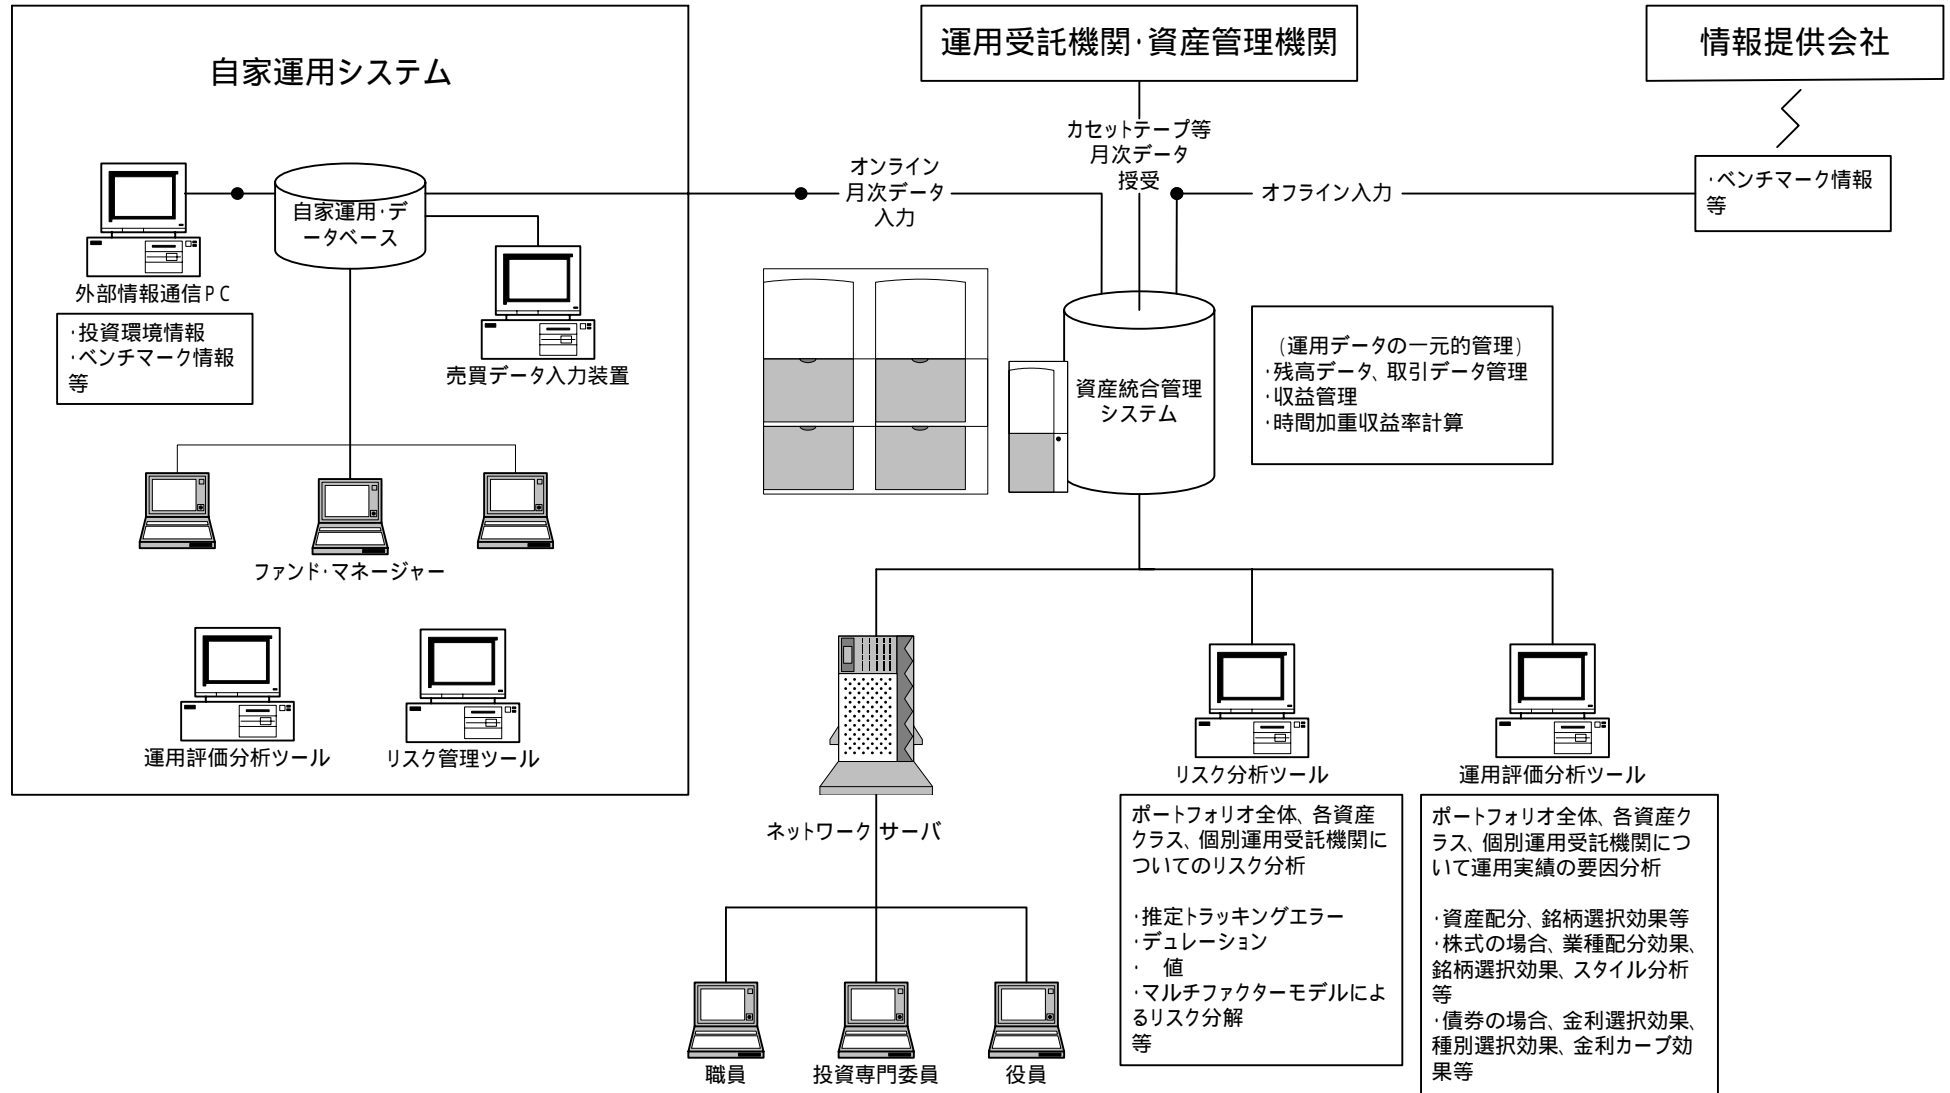 自家運用システム
運用受託機関・資産管理機関
情報提供会社
カセットテープ等
月次データ
授受
オンライン
月次データ
入力
オフライン入力
・ベンチマーク情報
等
自家運用・デ
ータベース
外部情報通信PC
・投資環境情報
・ベンチマーク情報
等
売買データ入力装置
ファンド・マネージャー
運用評価分析ツール
リスク管理ツール
資産統合管理
システム
（運用データの一元的管理）
・残高データ、取引データ管理
・収益管理
・時間加重収益率計算
ネットワーク サーバ
職員
投資専門委員
役員
リスク分析ツール
ポートフォリオ全体、各資産
クラス、個別運用受託機関に
ついてのリスク分析
・推定トラッキングエラー
・デュレーション
・　値
・マルチファクターモデルによ
るリスク分解
等
運用評価分析ツール
ポートフォリオ全体、各資産ク
ラス、個別運用受託機関につ
いて運用実績の要因分析
・資産配分、銘柄選択効果等
・株式の場合、業種配分効果、
銘柄選択効果、スタイル分析
等
・債券の場合、金利選択効果、
種別選択効果、金利カーブ効
果等